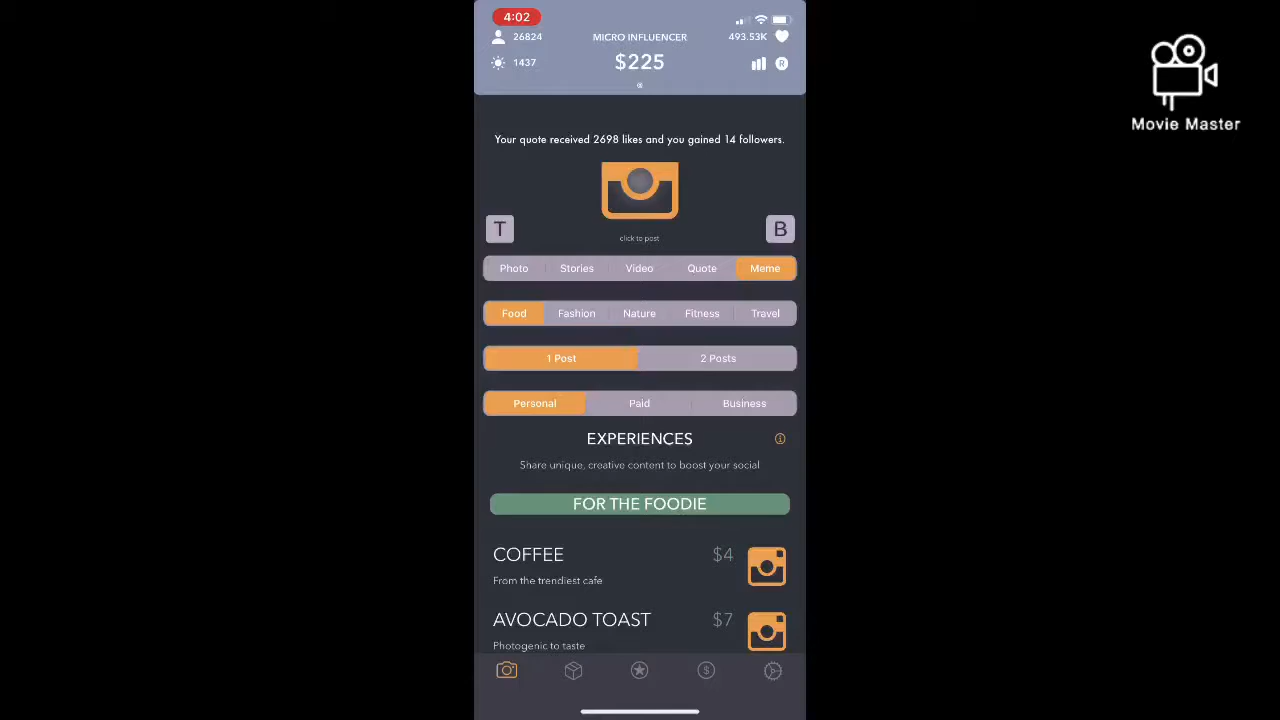 4:02
26824 MICRO INFLUENCER 493.53K
1437 $225 R
Your quote received 2698 likes and you gained 14 followers.
T click to post B
Photo Stories Video Quote Meme
Food Fashion Nature Fitness Travel
1 Post 2 Posts
Personal Paid Business
EXPERIENCES
Share unique, creative content to boost your social
FOR THE FOODIE
COFFEE $4
From the trendiest cafe
AVOCADO TOAST $7
Photogenic to taste
Movie Master